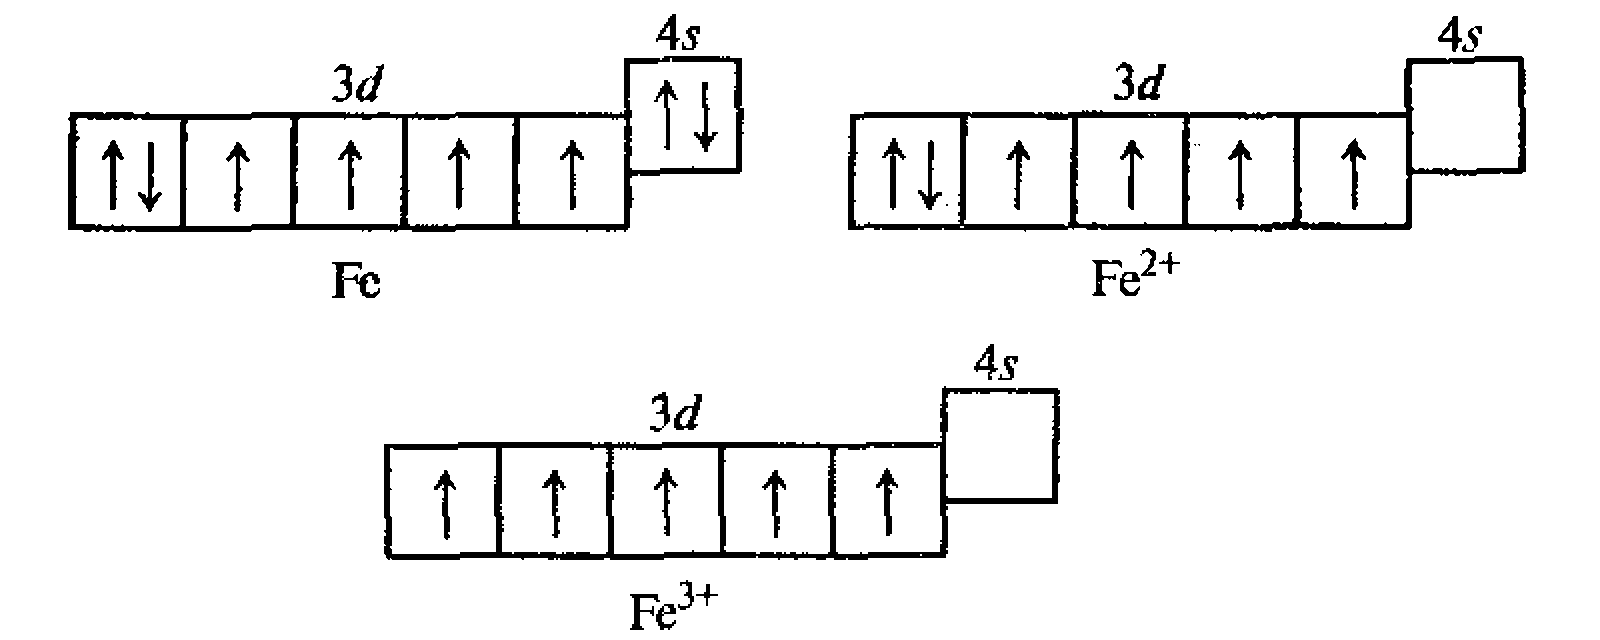 4s 4s
3d 3d
Fe Fe²⁺
4s
3d
Fe³⁺